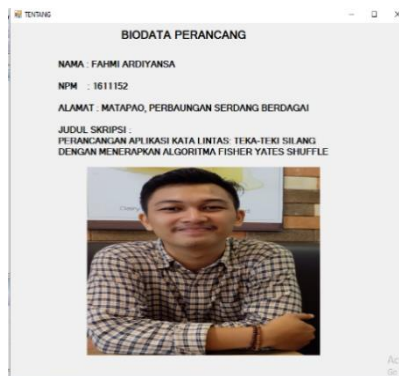 TENTANG
BIODATA PERANCANG
NAMA : FAHMI ARDIYANSA
NPM : 1611152
ALAMAT : MATAPAO, PERBAUNGAN SERDANG BERDAGAI
JUDUL SKRIPSI :
PERANCANGAN APLIKASI KATA LINTAS: TEKA-TEKI SILANG
DENGAN MENERAPKAN ALGORITMA FISHER YATES SHUFFLE